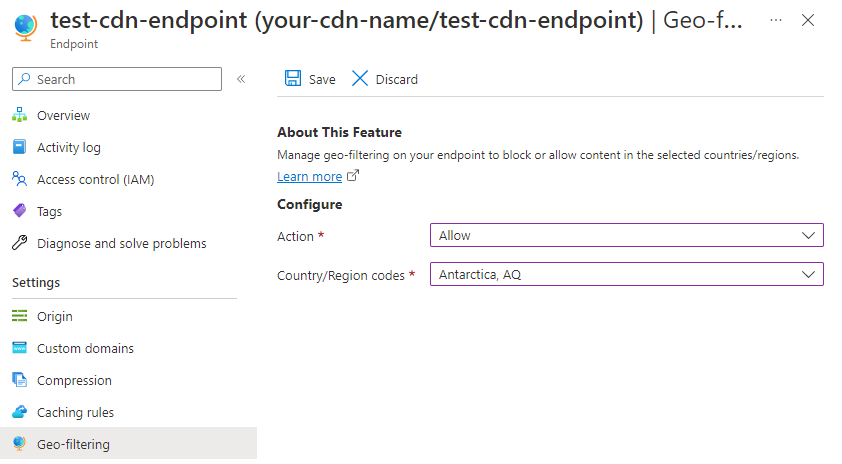 test-cdn-endpoint (your-cdn-name/test-cdn-endpoint) | Geo-f...
Endpoint
Search
Save
Discard
Overview
Activity log
Access control (IAM)
Tags
Diagnose and solve problems
Settings
Origin
Custom domains
Compression
Caching rules
Geo-filtering
About This Feature
Manage geo-filtering on your endpoint to block or allow content in the selected countries/regions.
Learn more
Configure
Action *
Allow
Country/Region codes *
Antarctica, AQ